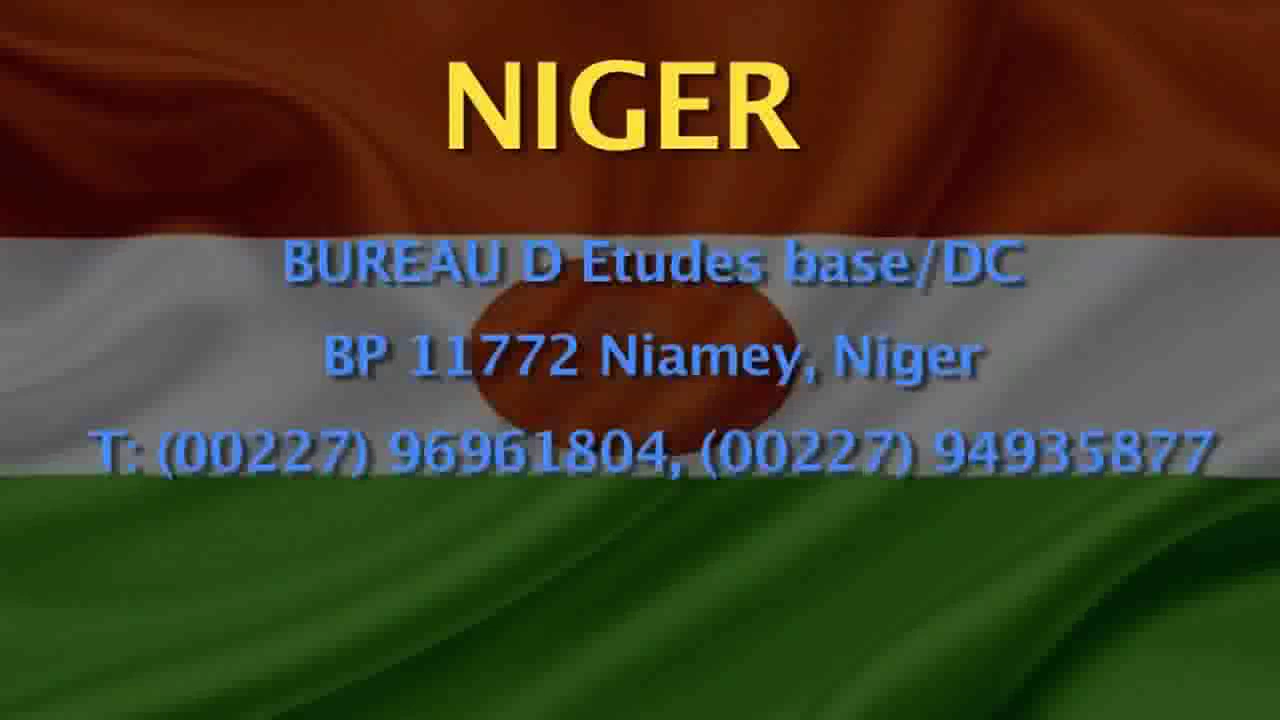 NIGER
BUREAU D Etudes base/DC
BP 11772 Niamey, Niger
T: (00227) 96961804, (00227) 94935877